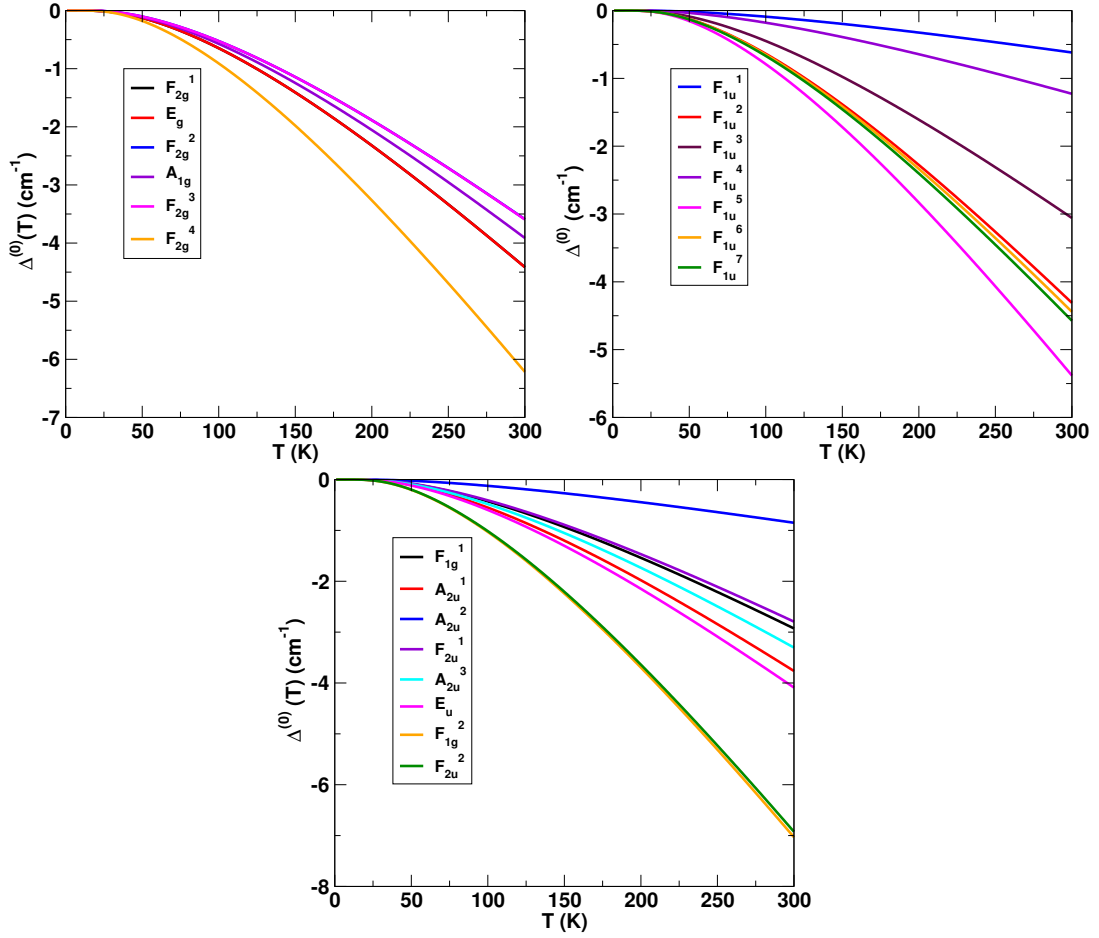 0
-1
-2
-3
-4
-5
-6
-7
Δ⁽⁰⁾(T) (cm⁻¹)
F₂g¹
Eg
F₂g²
A₁g
F₂g³
F₂g⁴
0 50 100 150 200 250 300
T (K)
0
-1
-2
-3
-4
-5
-6
Δ⁽⁰⁾ (cm⁻¹)
F₁u¹
F₁u²
F₁u³
F₁u⁴
F₁u⁵
F₁u⁶
F₁u⁷
0 50 100 150 200 250 300
T (K)
0
-2
-4
-6
-8
Δ⁽⁰⁾ (T) (cm⁻¹)
F₁g¹
A₂u¹
A₂u²
F₂u¹
A₂u³
Eu
F₁g²
F₂u²
0 50 100 150 200 250 300
T (K)